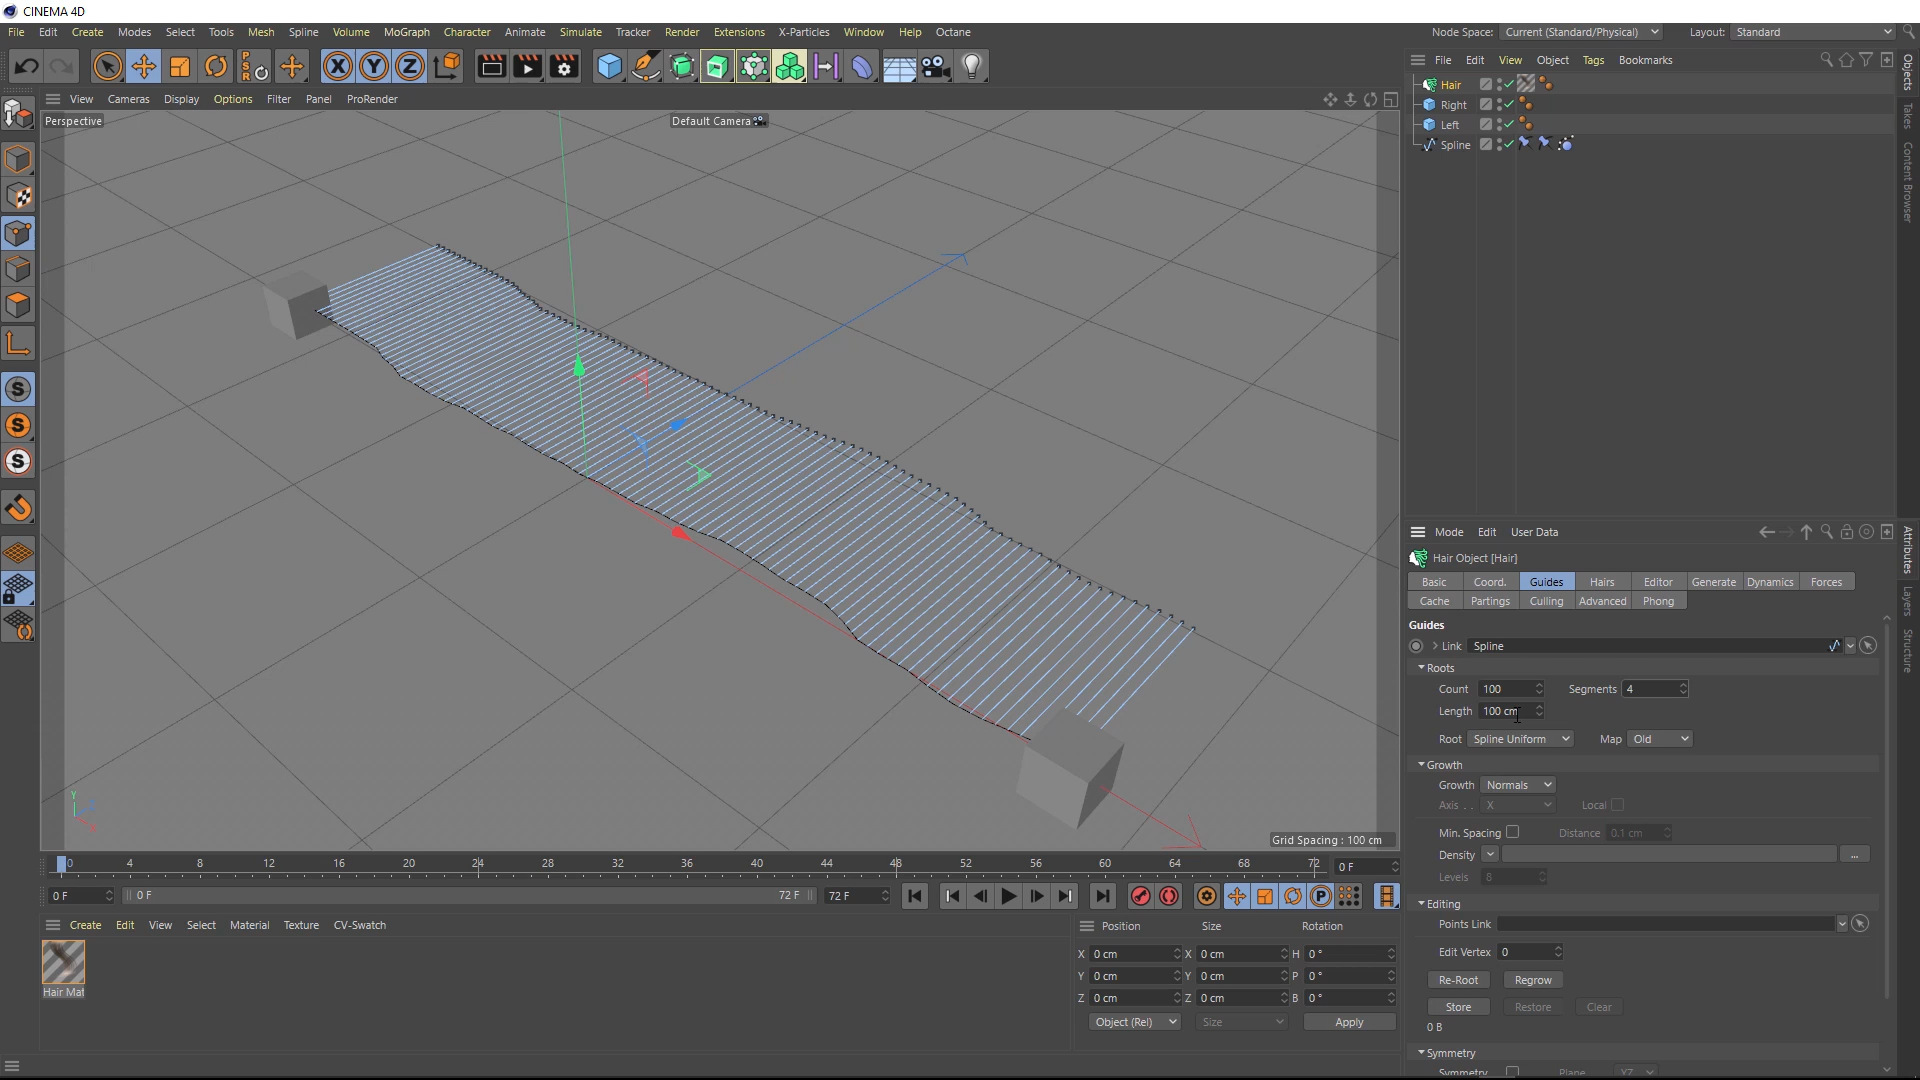 CINEMA 4D
File Edit Create Modes Select Tools Mesh Spline Volume MoGraph Character Animate Simulate Tracker Render Extensions X-Particles Window Help Octane Node Space: Current (Standard/Physical) Layout: Standard
View Cameras Display Options Filter Panel ProRender
Perspective
Default Camera
Grid Spacing : 100 cm
File Edit View Object Tags Bookmarks
Hair
Right
Left
Spline
Objects
Takes
Content Browser
Mode Edit User Data
Hair Object [Hair]
Basic Coord. Guides Hairs Editor Generate Dynamics Forces
Cache Partings Culling Advanced Phong
Guides
Link Spline
Roots
Count 100 Segments 4
Length 100 cm
Root Spline Uniform Map Old
Growth
Growth Normals
Axis . . X Local
Min. Spacing Distance 0.1 cm
Density ...
Levels 8
Editing
Points Link
Edit Vertex 0
Re-Root Regrow
Store Restore Clear
0 B
Symmetry
Symmetry Plane YZ
Attributes
Layers
Structure
0 4 8 12 16 20 24 28 32 36 40 44 48 52 56 60 64 68 72 0 F
0 F 0 F 72 F 72 F
Create Edit View Select Material Texture CV-Swatch
Hair Mat
Position Size Rotation
X 0 cm X 0 cm H 0 °
Y 0 cm Y 0 cm P 0 °
Z 0 cm Z 0 cm B 0 °
Object (Rel) Size Apply
X Y Z
P S R
S
S
S
P
Y